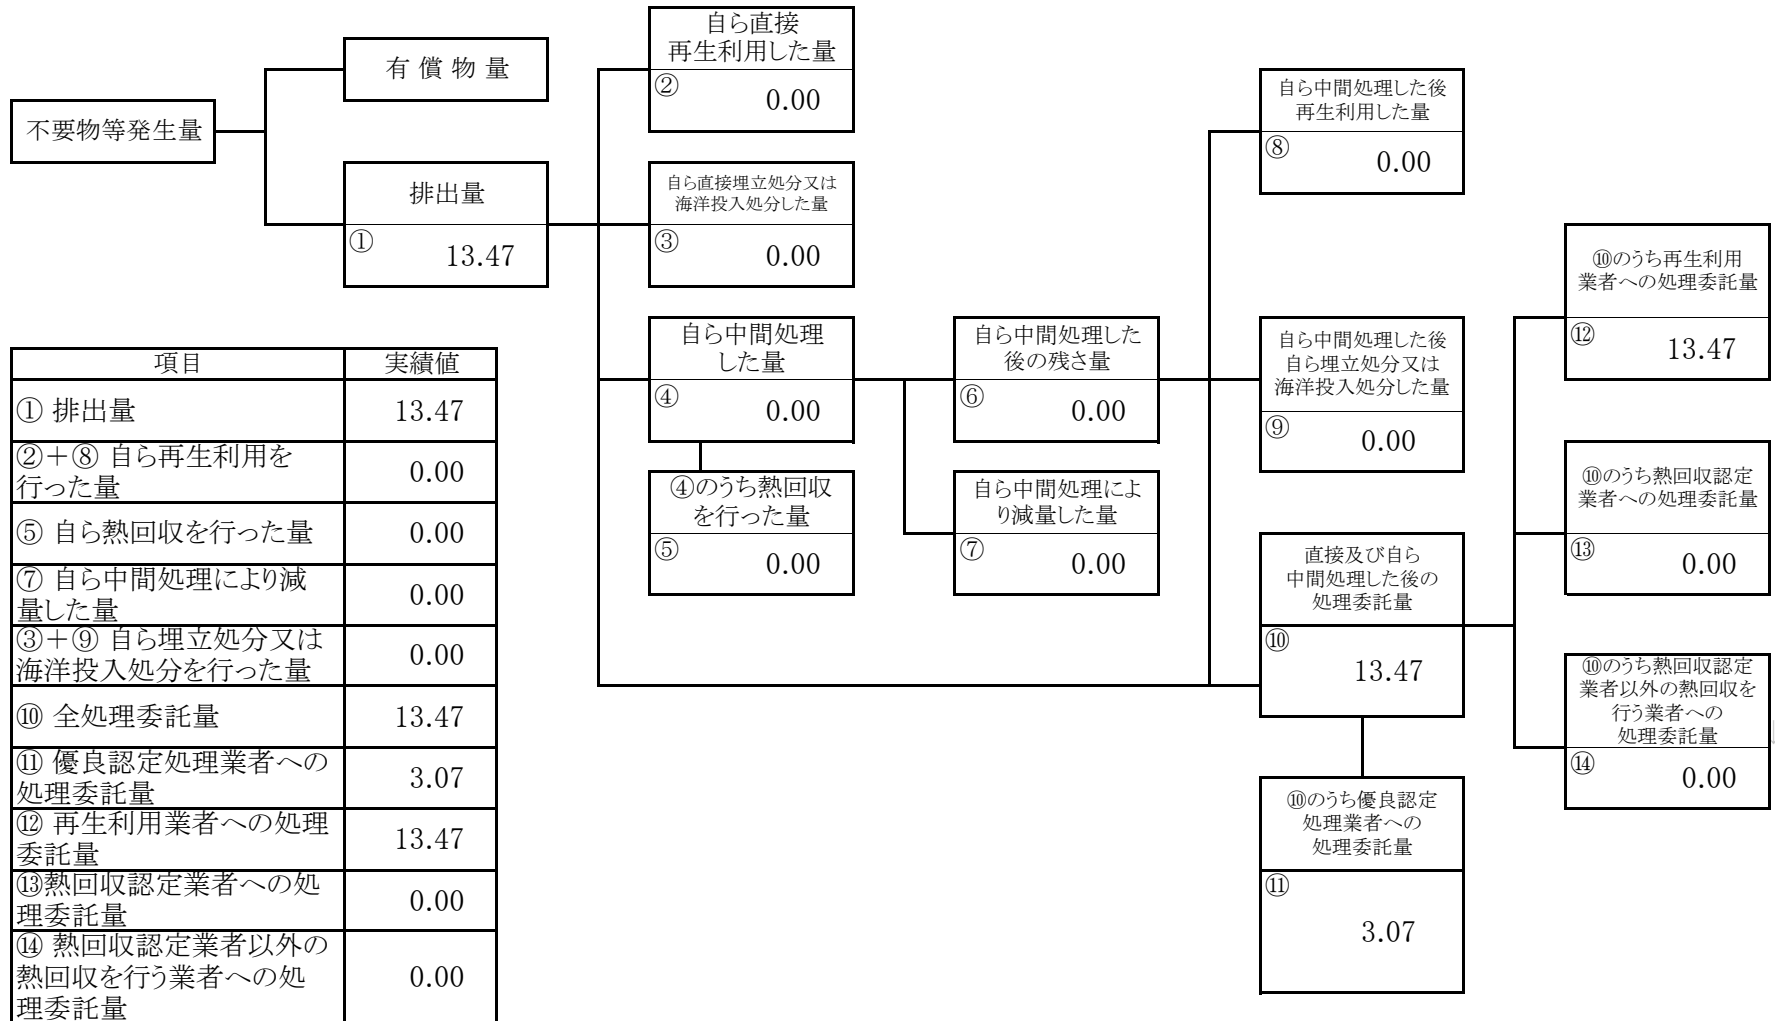 不要物等発生量
有 償 物 量
排出量
①
13.47
自ら直接
再生利用した量
②
0.00
自ら直接埋立処分又は
海洋投入処分した量
③
0.00
自ら中間処理
した量
④
0.00
④のうち熱回収
を行った量
⑤
0.00
自ら中間処理した
後の残さ量
⑥
0.00
自ら中間処理によ
り減量した量
⑦
0.00
自ら中間処理した後
再生利用した量
⑧
0.00
自ら中間処理した後
自ら埋立処分又は
海洋投入処分した量
⑨
0.00
直接及び自ら
中間処理した後の
処理委託量
⑩
13.47
⑩のうち優良認定
処理業者への
処理委託量
⑪
3.07
⑩のうち再生利用
業者への処理委託量
⑫
13.47
⑩のうち熱回収認定
業者への処理委託量
⑬
0.00
⑩のうち熱回収認定
業者以外の熱回収を
行う業者への
処理委託量
⑭
0.00
項目 実績値
① 排出量 13.47
②＋⑧ 自ら再生利用を
行った量 0.00
⑤ 自ら熱回収を行った量 0.00
⑦ 自ら中間処理により減
量した量 0.00
③＋⑨ 自ら埋立処分又は
海洋投入処分を行った量 0.00
⑩ 全処理委託量 13.47
⑪ 優良認定処理業者への
処理委託量 3.07
⑫ 再生利用業者への処理
委託量 13.47
⑬熱回収認定業者への処
理委託量 0.00
⑭ 熱回収認定業者以外の
熱回収を行う業者への処
理委託量 0.00